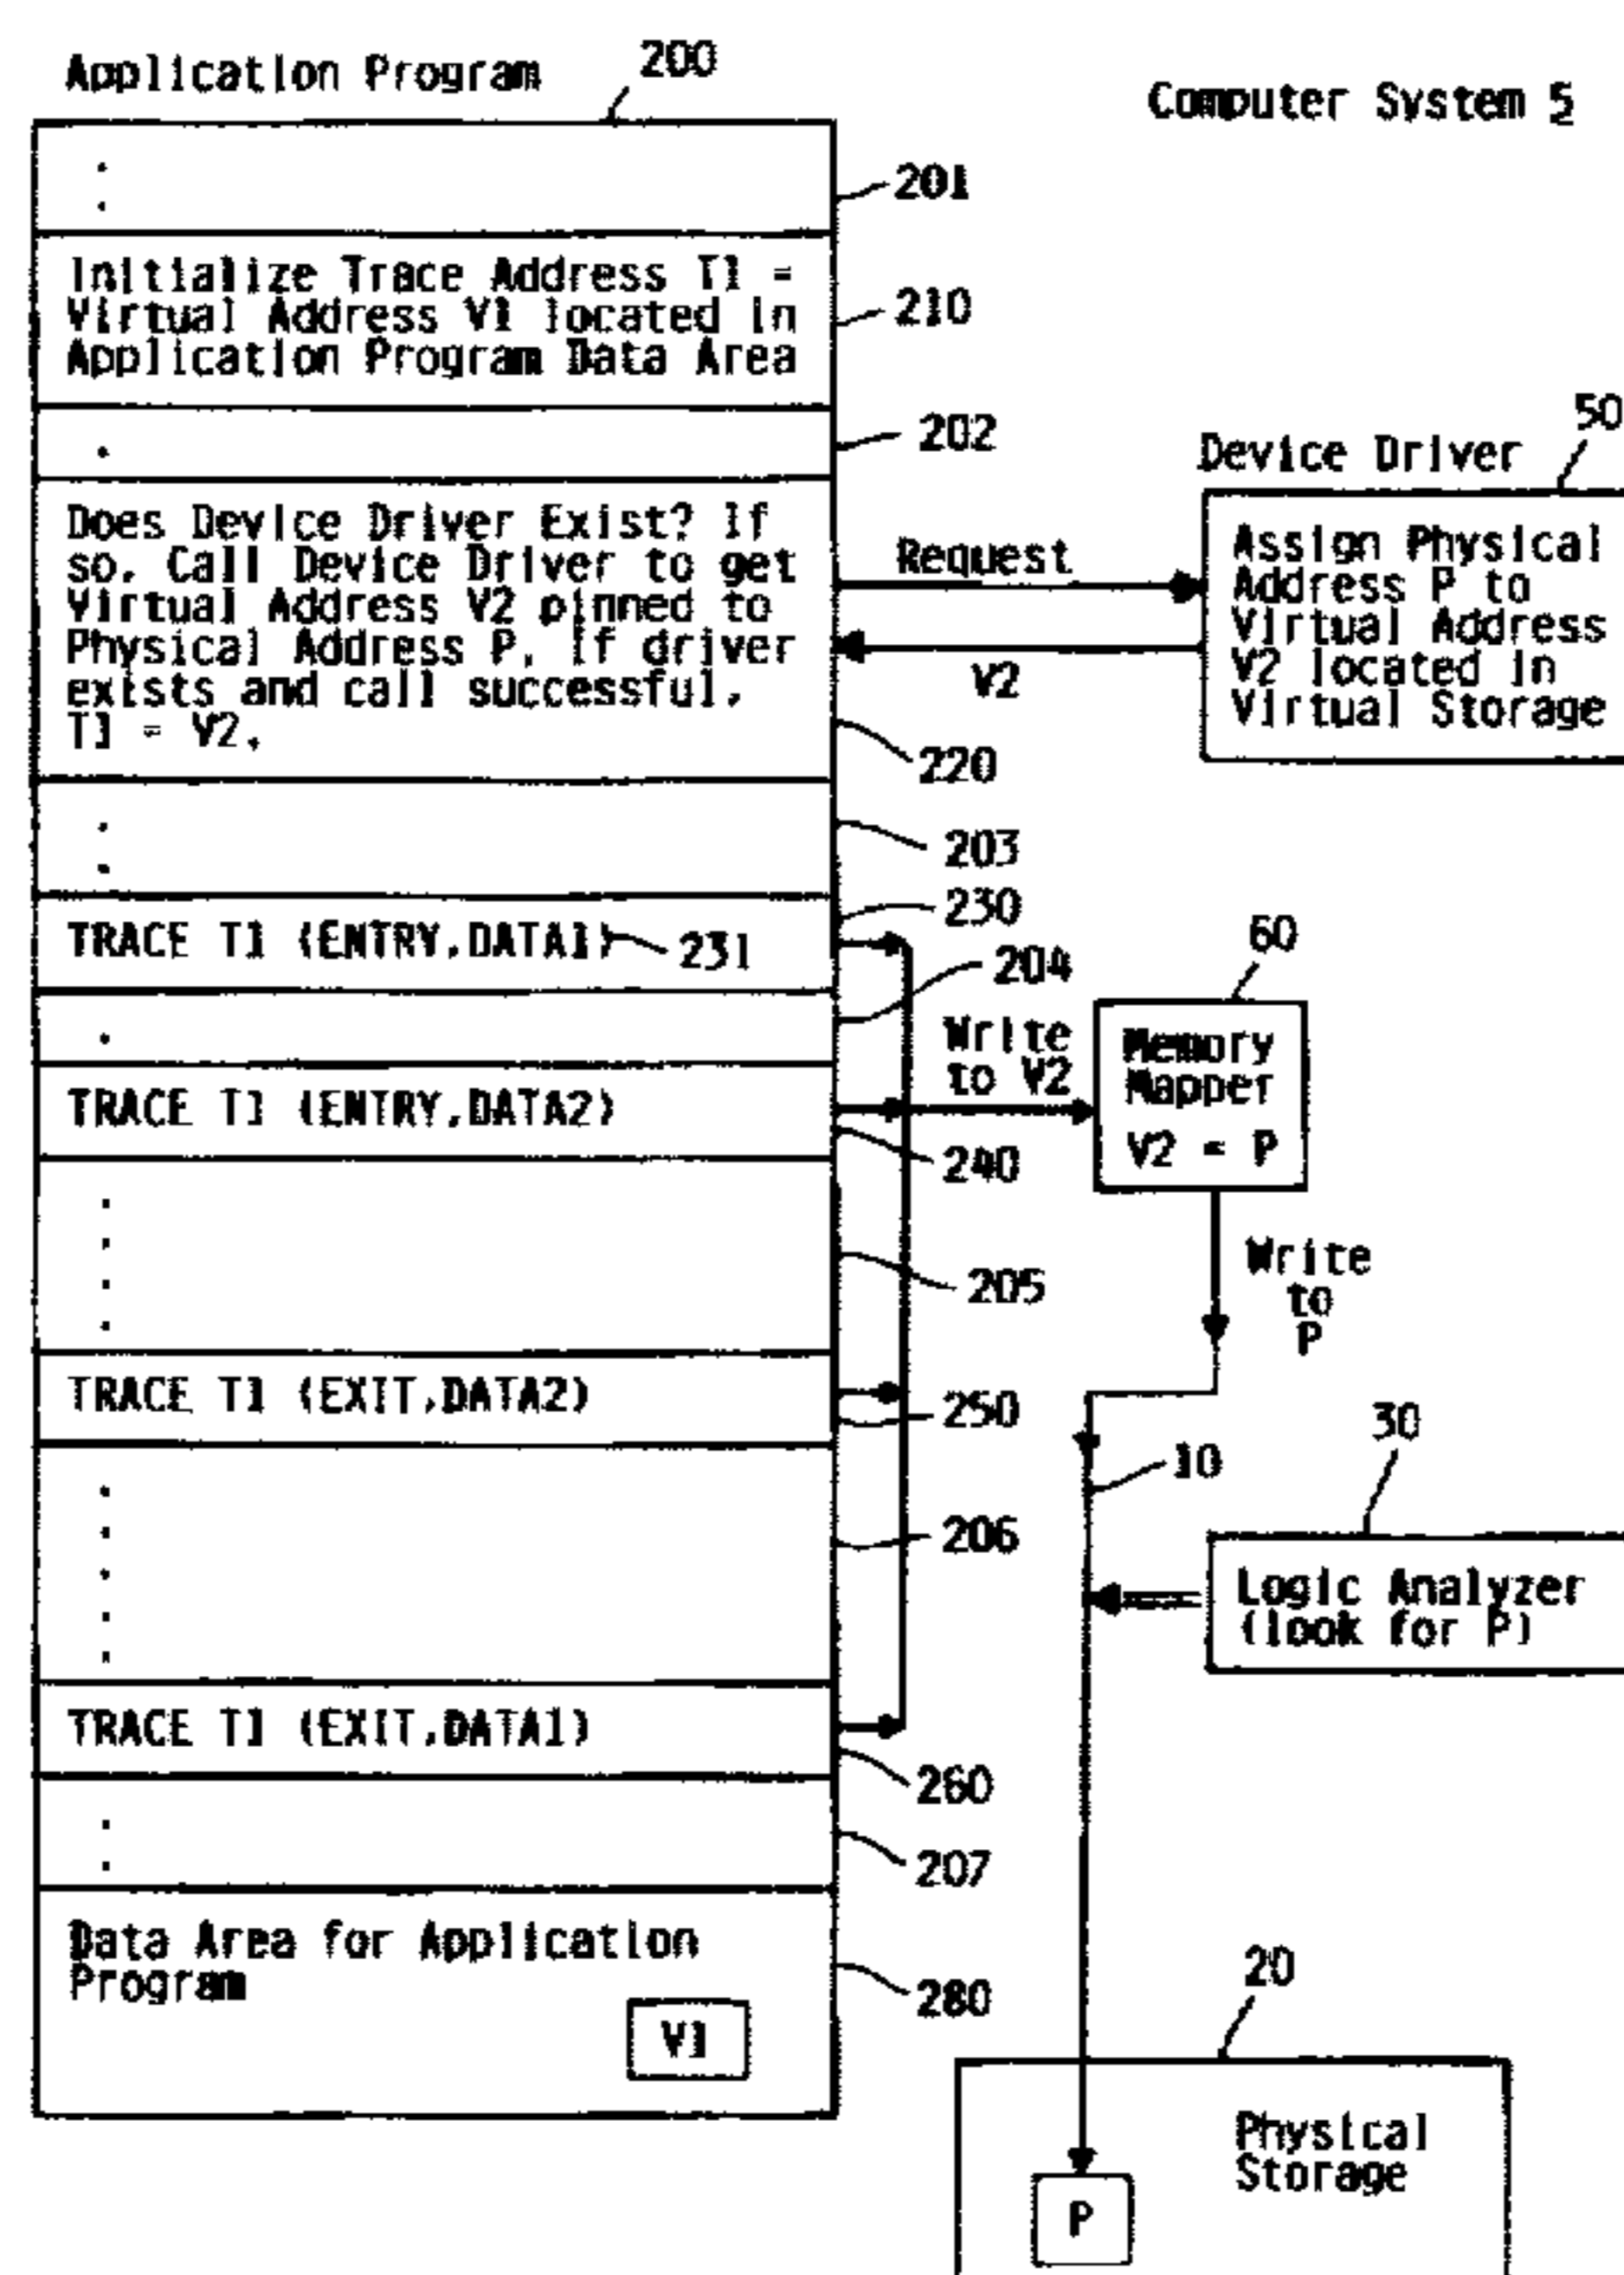 Application Program
200
Computer System 5
201
Initialize Trace Address T1 =
Virtual Address V1 located in
Application Program Data Area
210
202
50
Device Driver
Does Device Driver Exist? If
so, Call Device Driver to get
Virtual Address V2 pinned to
Physical Address P. If driver
exists and call successful,
T1 = V2.
Request
V2
220
Assign Physical
Address P to
Virtual Address
V2 located in
Virtual Storage
203
230
TRACE T1 (ENTRY,DATA1)
231
204
60
Write
to V2
Memory
Mapper
V2 = P
TRACE T1 (ENTRY,DATA2)
240
205
Write
to
P
TRACE T1 (EXIT,DATA2)
250
30
10
206
Logic Analyzer
(look for P)
TRACE T1 (EXIT,DATA1)
260
207
Data Area for Application
Program
280
V1
20
Physical
Storage
P